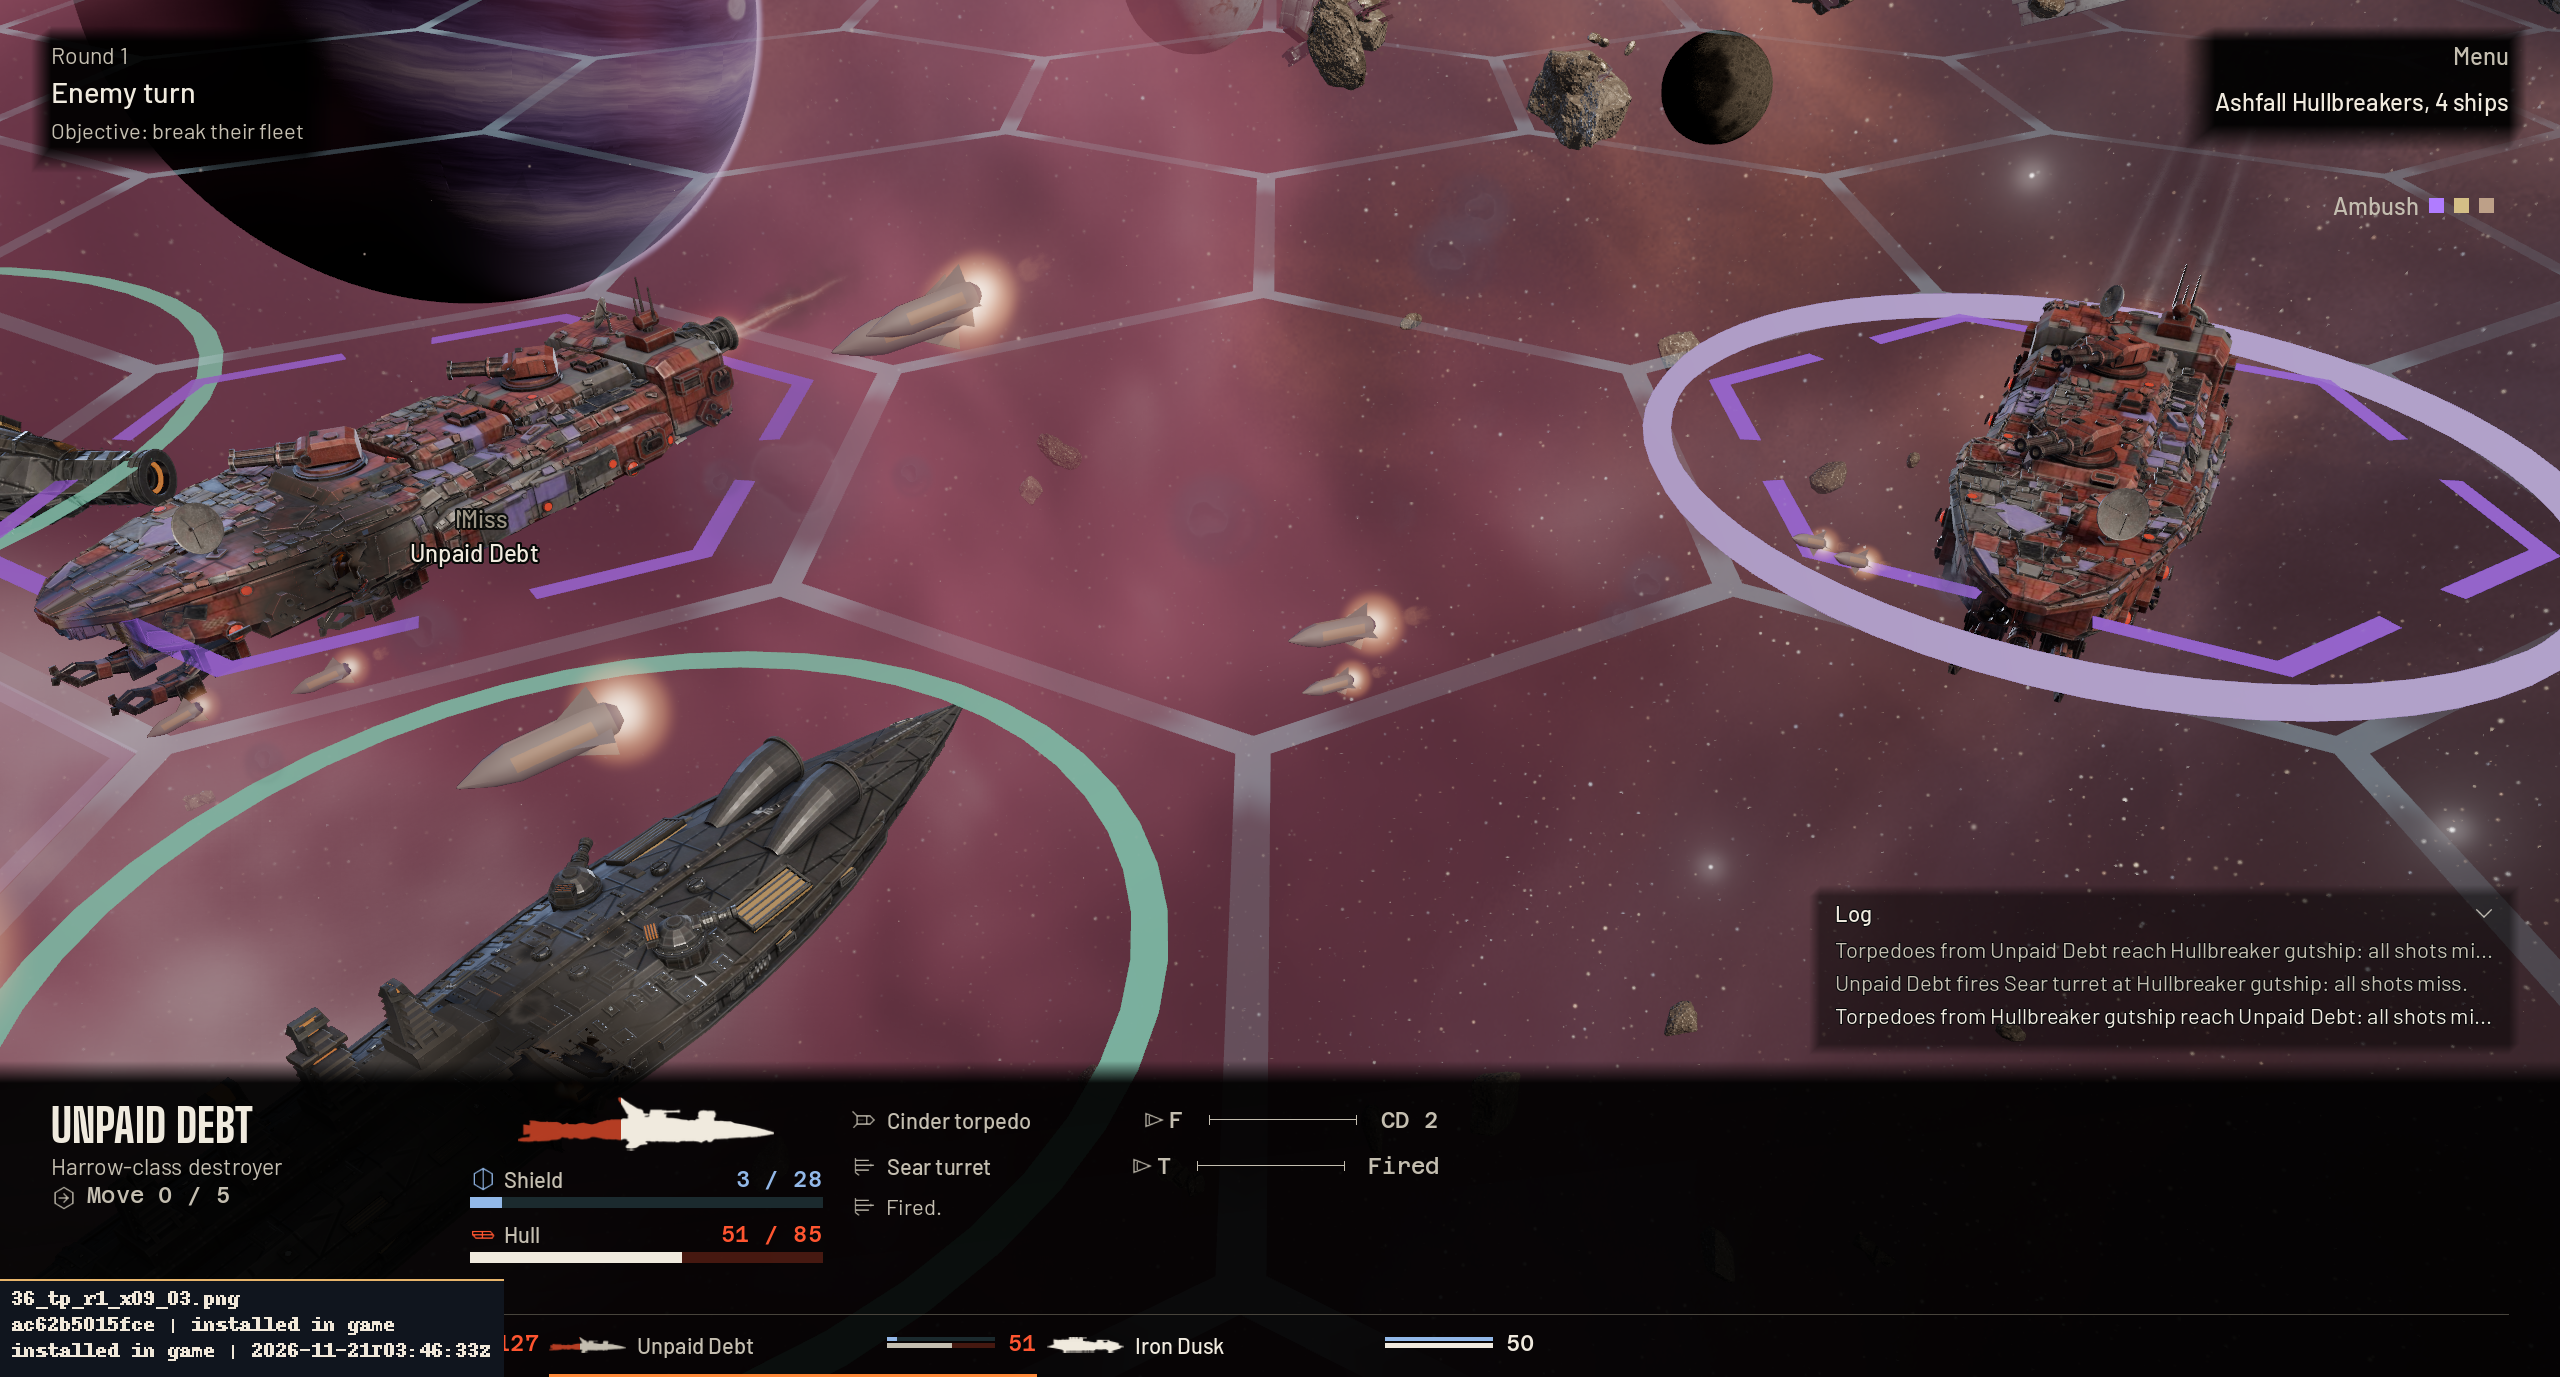 Round 1
Enemy turn
Objective: break their fleet
Menu
Ashfall Hullbreakers, 4 ships
Ambush
Miss
Unpaid Debt
Log
Torpedoes from Unpaid Debt reach Hullbreaker gutship: all shots mi...
Unpaid Debt fires Sear turret at Hullbreaker gutship: all shots miss.
Torpedoes from Hullbreaker gutship reach Unpaid Debt: all shots mi...
UNPAID DEBT
Harrow-class destroyer
Move 0 / 5
Shield 3 / 28
Hull 51 / 85
Cinder torpedo F CD 2
Sear turret T Fired
Fired.
36_tp_r1_x09_03.png
ac62b5015fce | installed in game
installed in game | 2026-11-21T03:46:33Z
127 Unpaid Debt 51 Iron Dusk 50